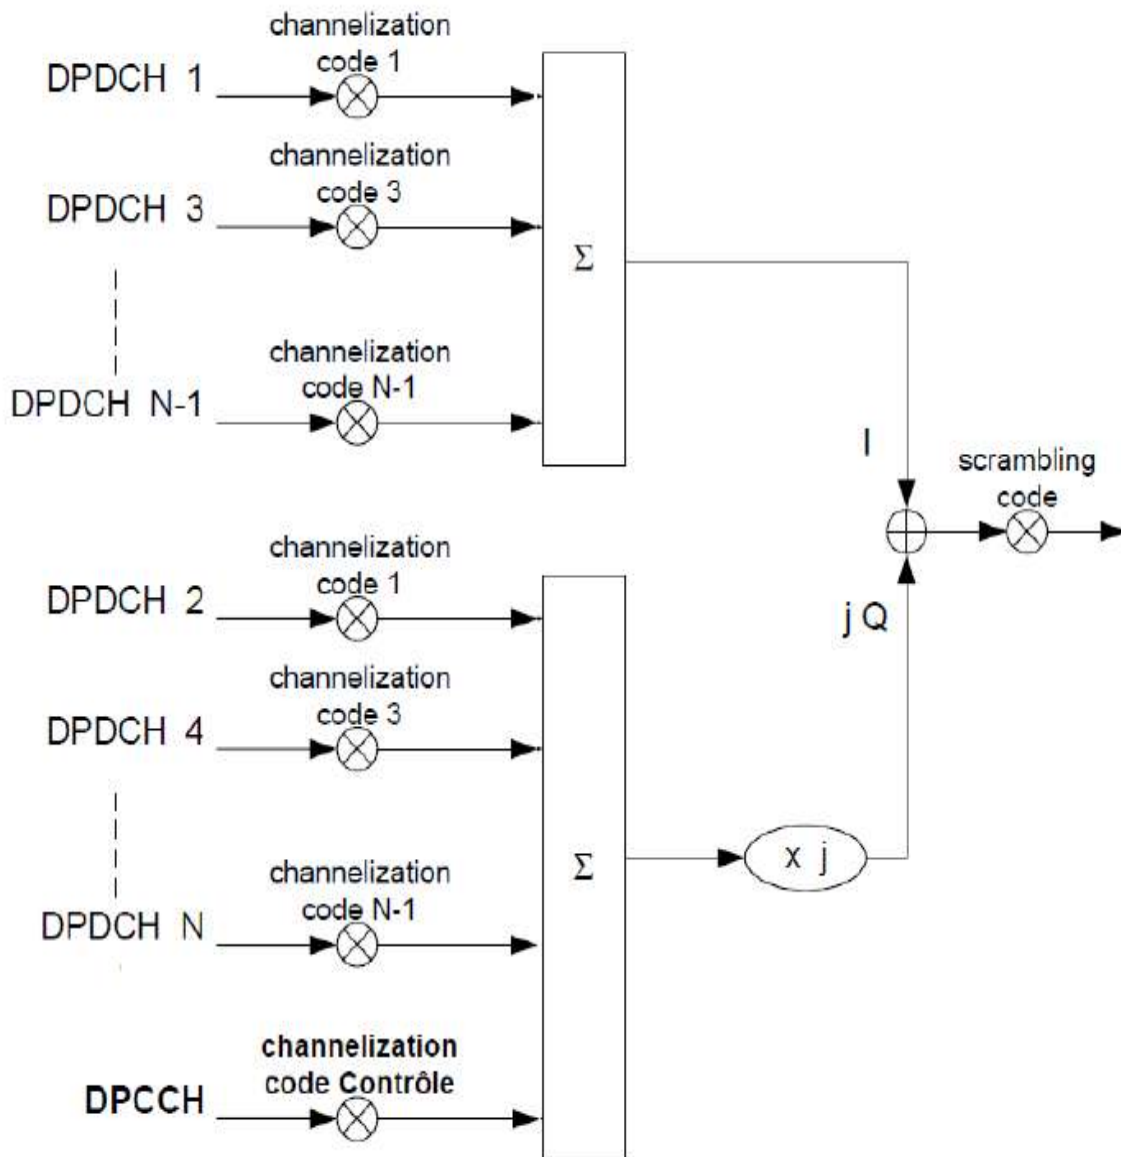 channelization
code 1
DPDCH 1
channelization
code 3
DPDCH 3
channelization
code N-1
DPDCH N-1
Σ
I
scrambling
code
channelization
code 1
DPDCH 2
j Q
channelization
code 3
DPDCH 4
channelization
code N-1
DPDCH N
Σ
x j
channelization
code Contrôle
DPCCH